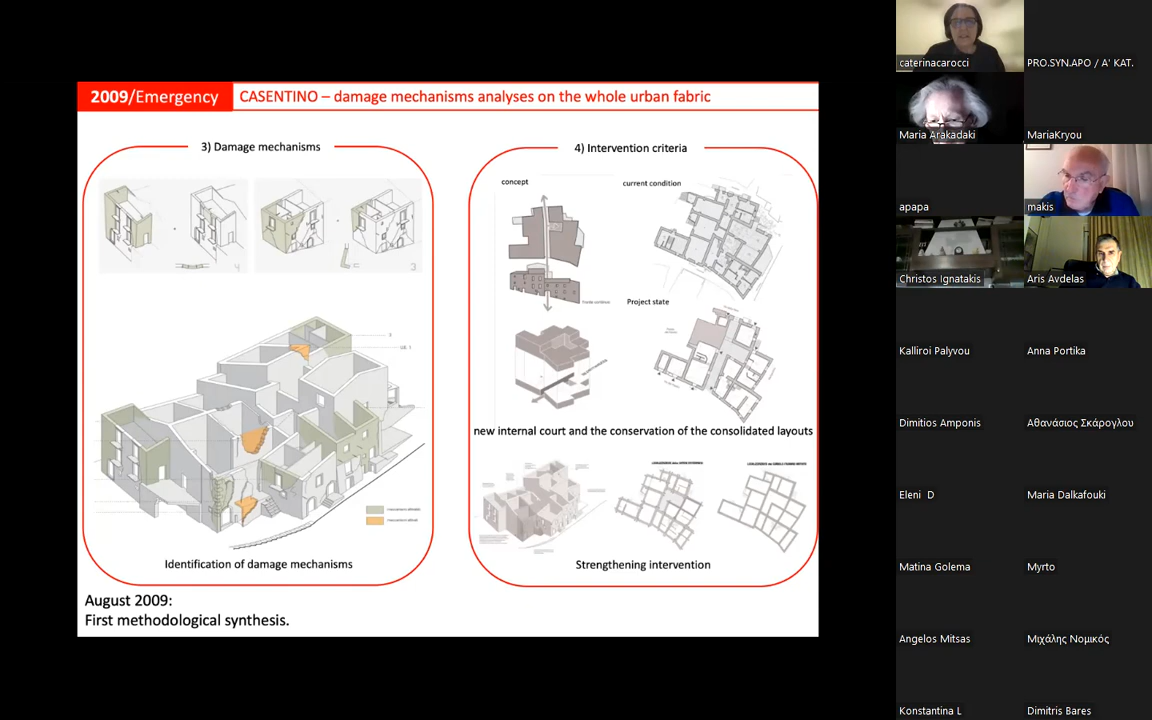 2009/Emergency
CASENTINO – damage mechanisms analyses on the whole urban fabric
3) Damage mechanisms
Identification of damage mechanisms
4) Intervention criteria
concept
current condition
Project state
new internal court and the conservation of the consolidated layouts
Strengthening intervention
August 2009:
First methodological synthesis.
caterinacarocci
PRO.SYN.APO / A' KAT.
Maria Arakadaki
MariaKryou
apapa
makis
Christos Ignatakis
Aris Avdelas
Kalliroi Palyvou
Anna Portika
Dimitios Amponis
Αθανάσιος Σκάρογλου
Eleni D
Maria Dalkafouki
Matina Golema
Myrto
Angelos Mitsas
Μιχάλης Νομικός
Konstantina L
Dimitris Bares